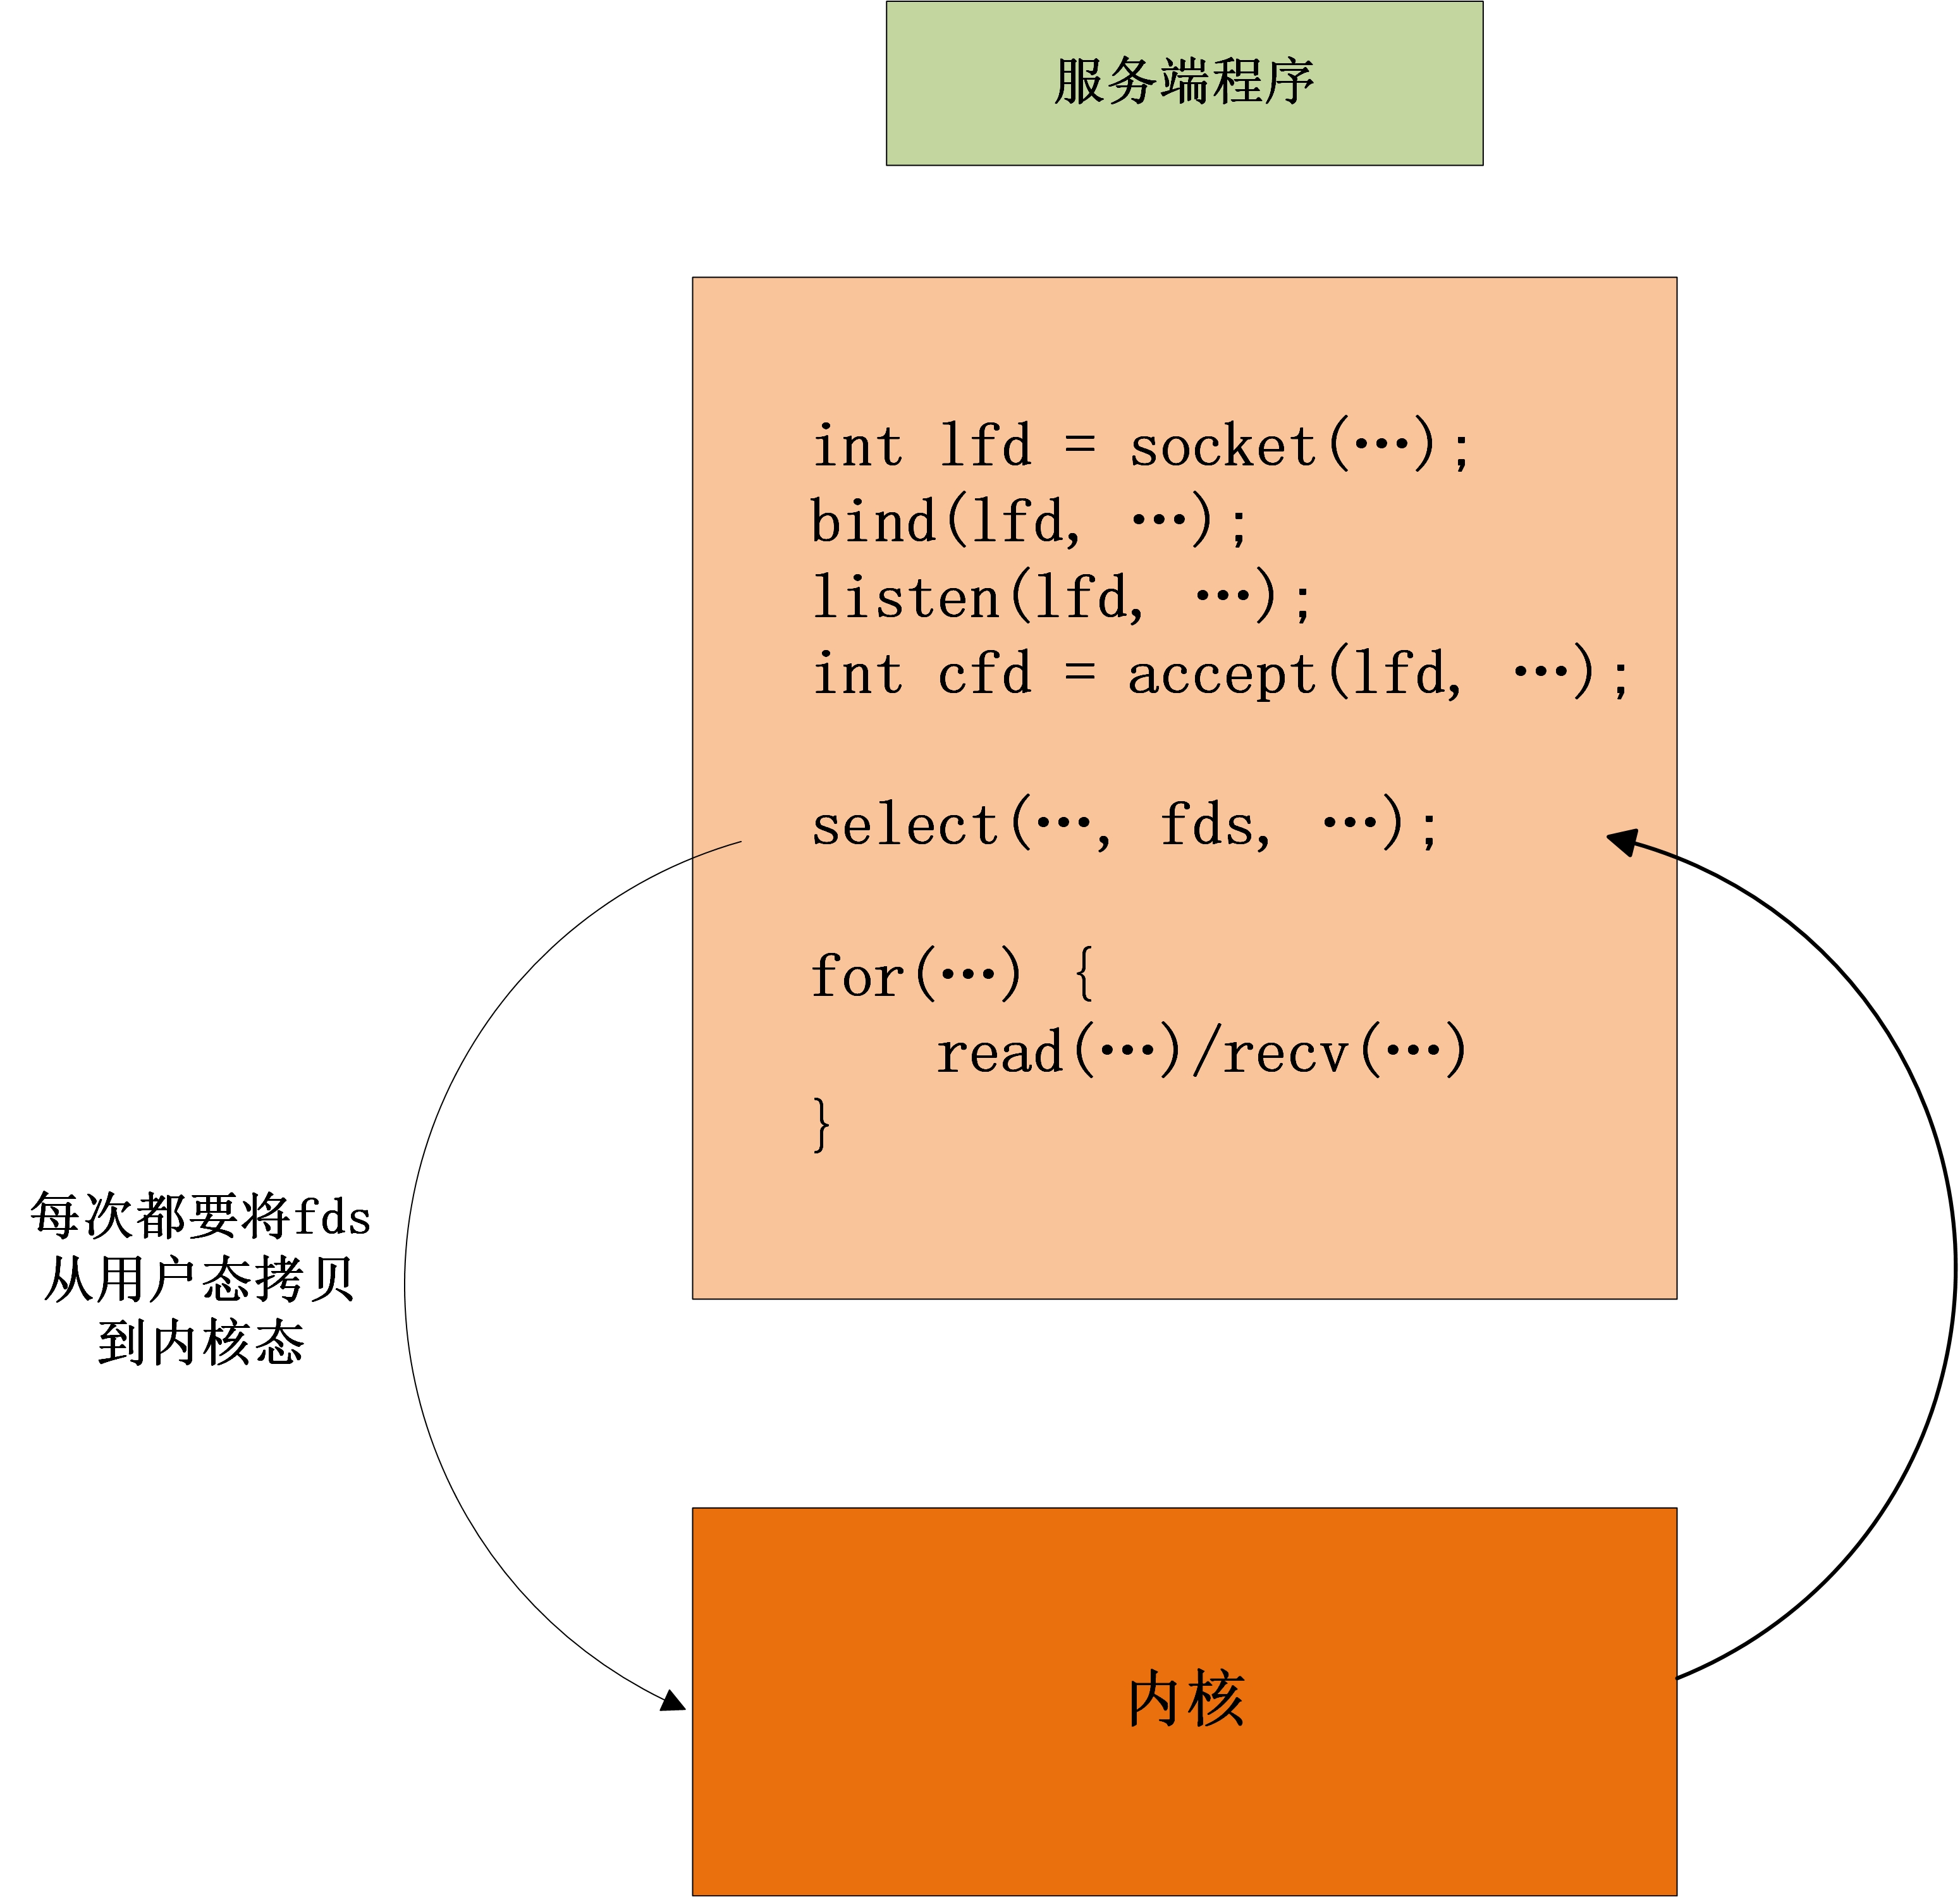 服务端程序
int lfd = socket(…);
bind(lfd, …);
listen(lfd, …);
int cfd = accept(lfd, …);
select(…, fds, …);
for(…) {
read(…)/recv(…)
}
每次都要将fds
从用户态拷贝
到内核态
内核